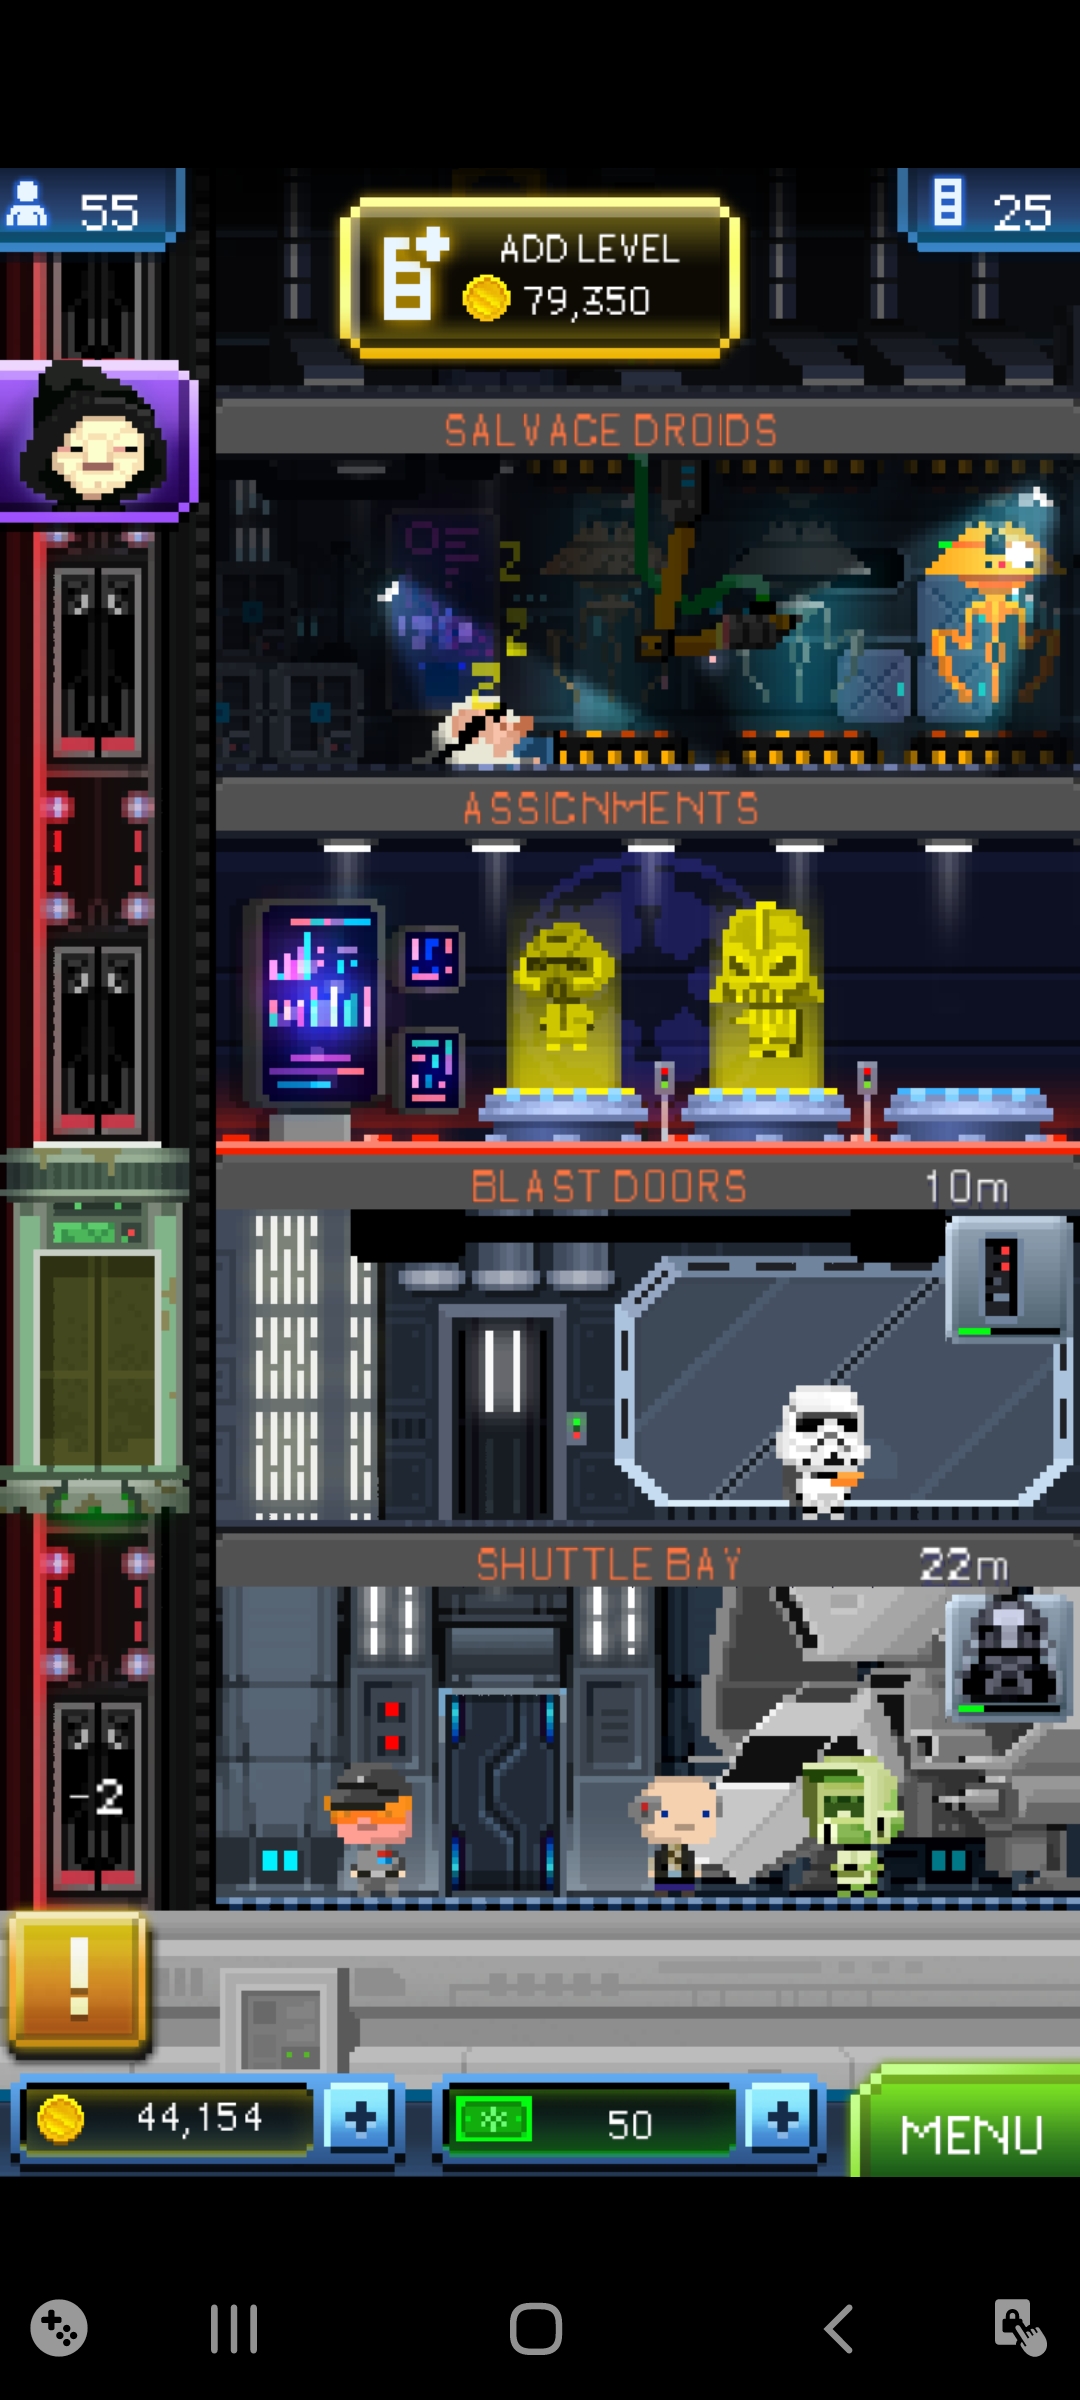 55
ADD LEVEL
79,350
25
SALVAGE DROIDS
ASSIGNMENTS
BLAST DOORS 10m
SHUTTLE BAY 22m
-2
!
44,154
50
MENU